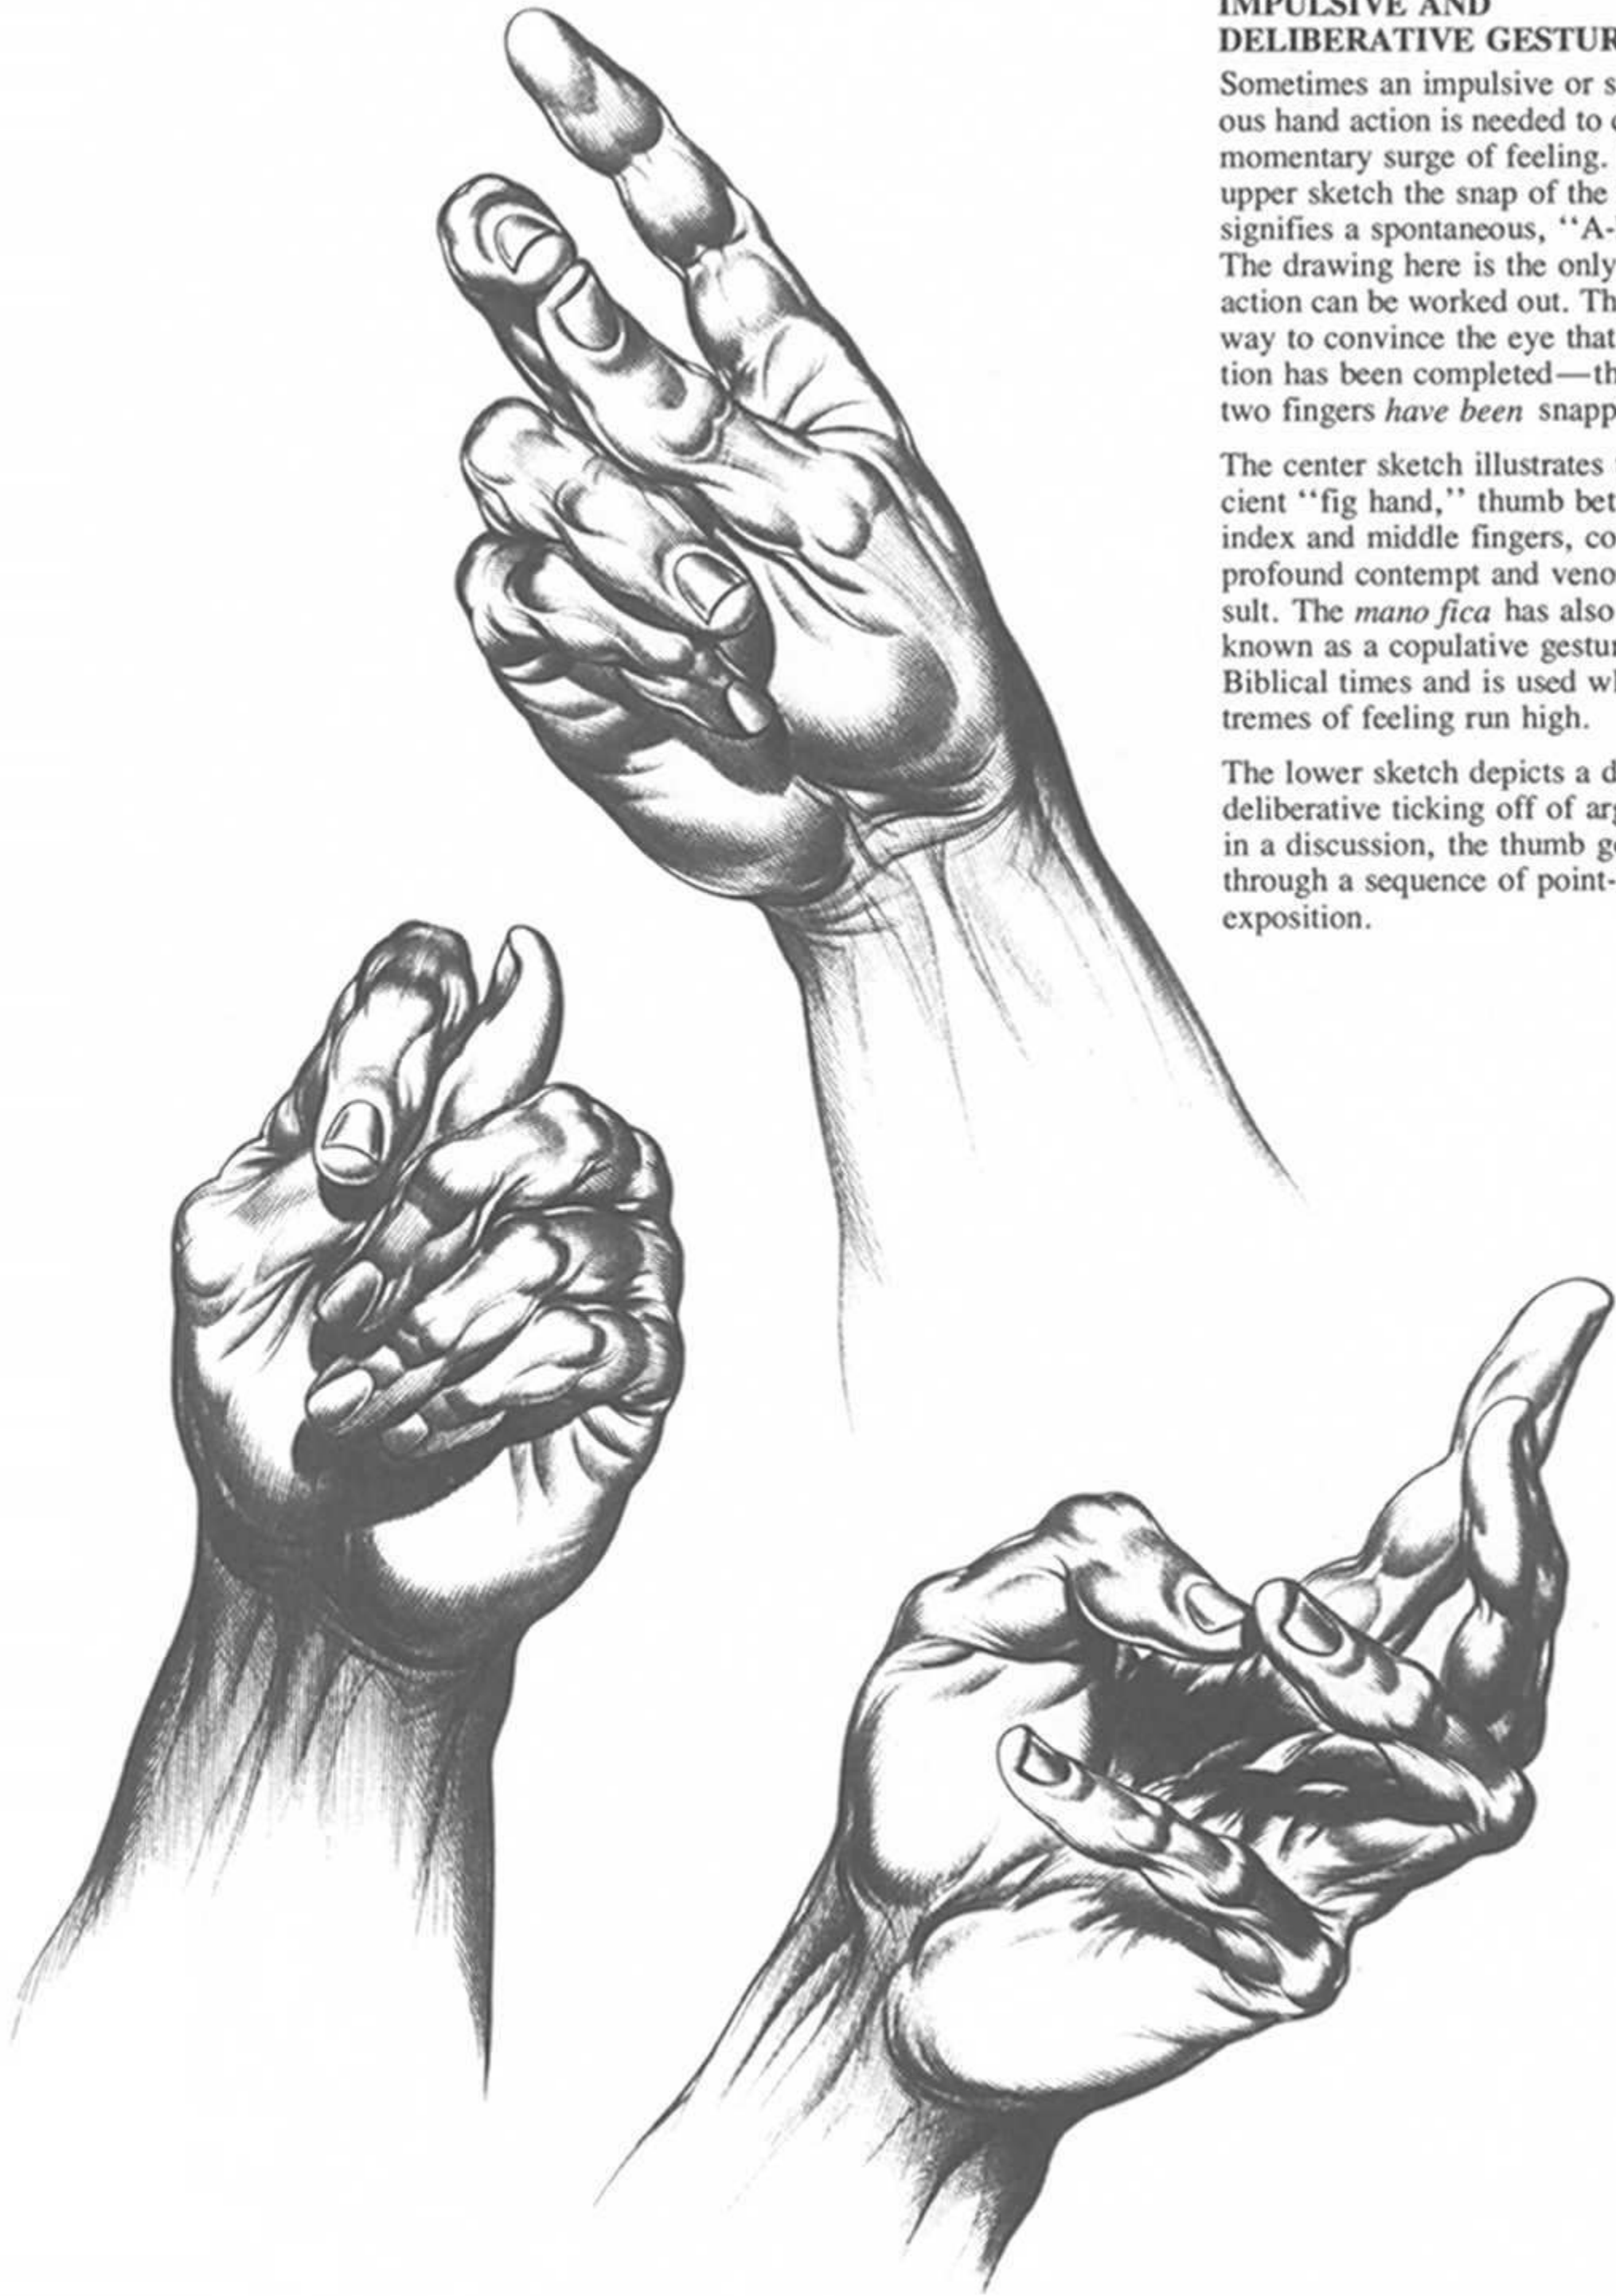 IMPULSIVE AND
DELIBERATIVE GESTUR
Sometimes an impulsive or s
ous hand action is needed to
momentary surge of feeling.
upper sketch the snap of the
signifies a spontaneous, “A-
The drawing here is the only
action can be worked out. Th
way to convince the eye that
tion has been completed—th
two fingers have been snapp
The center sketch illustrates
cient “fig hand,” thumb bet
index and middle fingers, co
profound contempt and veno
sult. The mano fica has also
known as a copulative gestur
Biblical times and is used w
tremes of feeling run high.
The lower sketch depicts a d
deliberative ticking off of arg
in a discussion, the thumb g
through a sequence of point-
exposition.